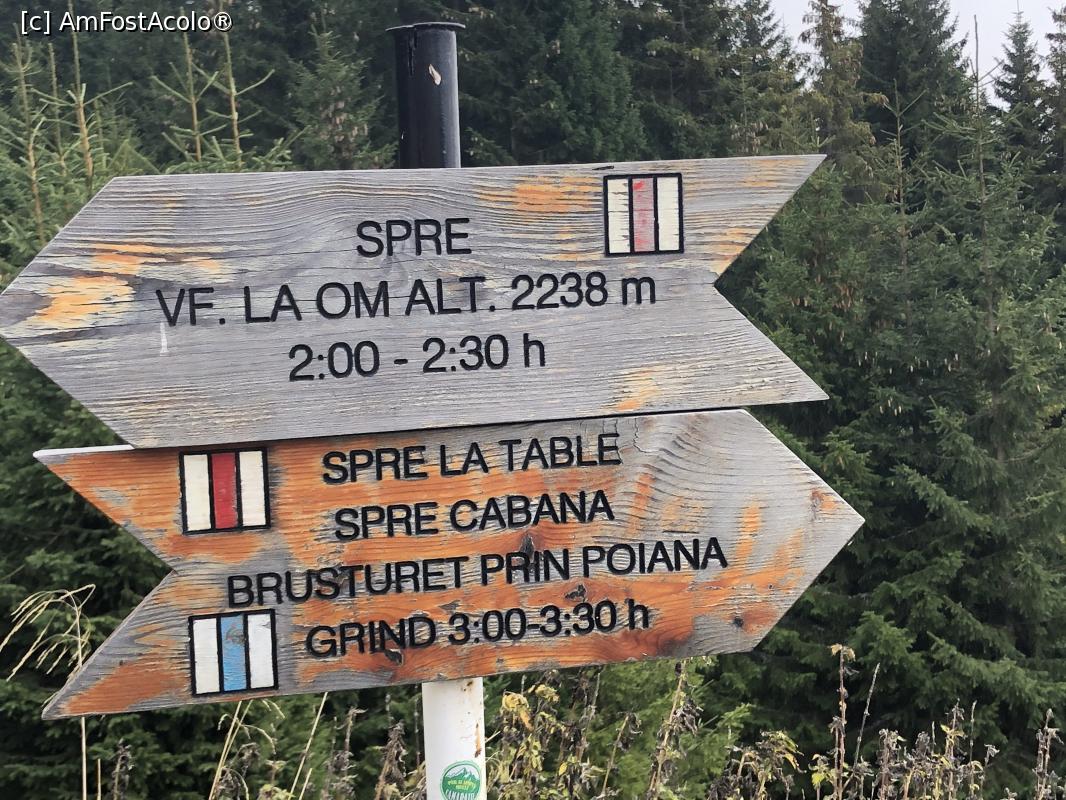 [c] AmFostAcolo®
SPRE
VF. LA OM ALT. 2238 m
2:00 - 2:30 h
SPRE LA TABLE
SPRE CABANA
BRUSTURET PRIN POIANA
GRIND 3:00-3:30 h